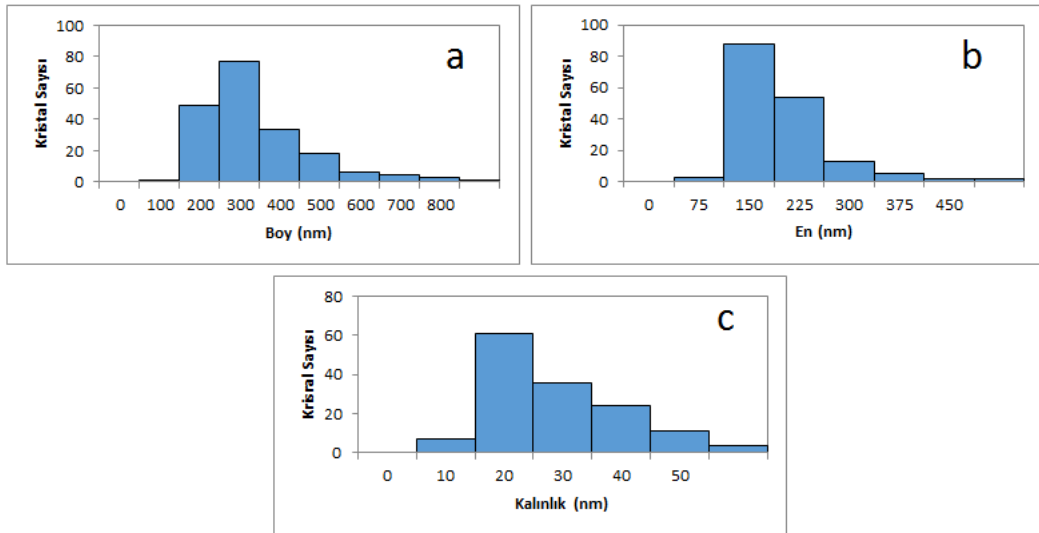 a
100
80
60
40
20
0
Kristal Sayısı
0 100 200 300 400 500 600 700 800
Boy (nm)
b
100
80
60
40
20
0
Kristal Sayısı
0 75 150 225 300 375 450
En (nm)
c
80
60
40
20
0
Krisral Sayısı
0 10 20 30 40 50
Kalınlık (nm)